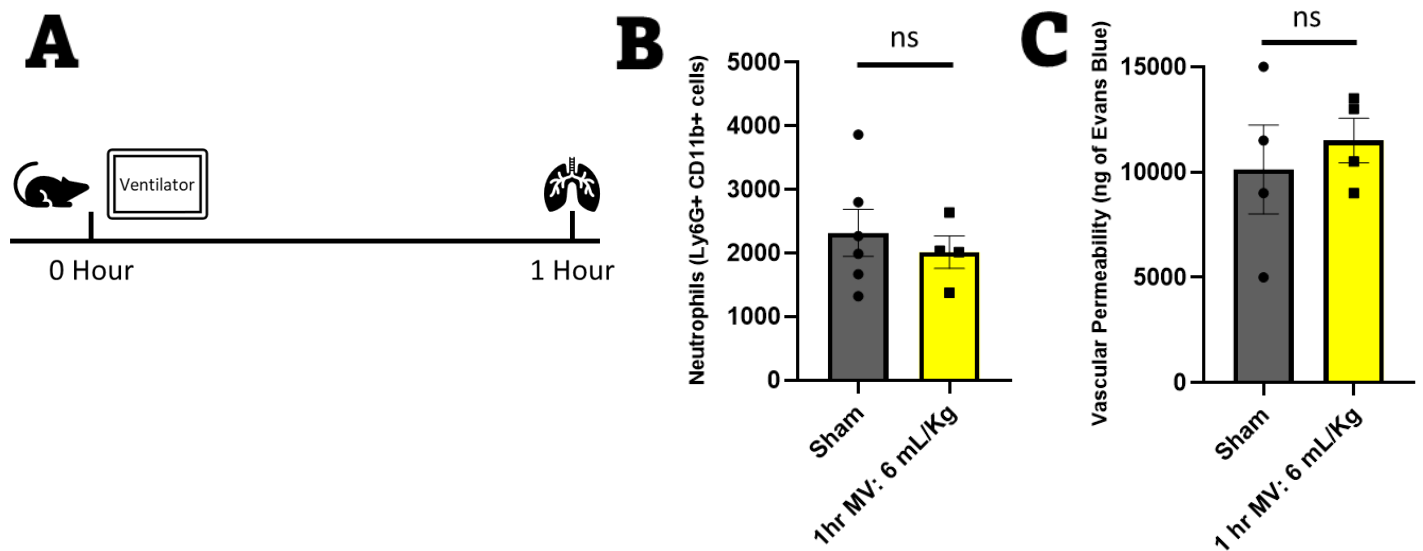 A
Ventilator
0 Hour
1 Hour
B
ns
Neutrophils (Ly6G+ CD11b+ cells)
5000
4000
3000
2000
1000
0
Sham
1hr MV: 6 mL/Kg
C
ns
Vascular Permeability (ng of Evans Blue)
15000
10000
5000
0
Sham
1 hr MV: 6 mL/Kg